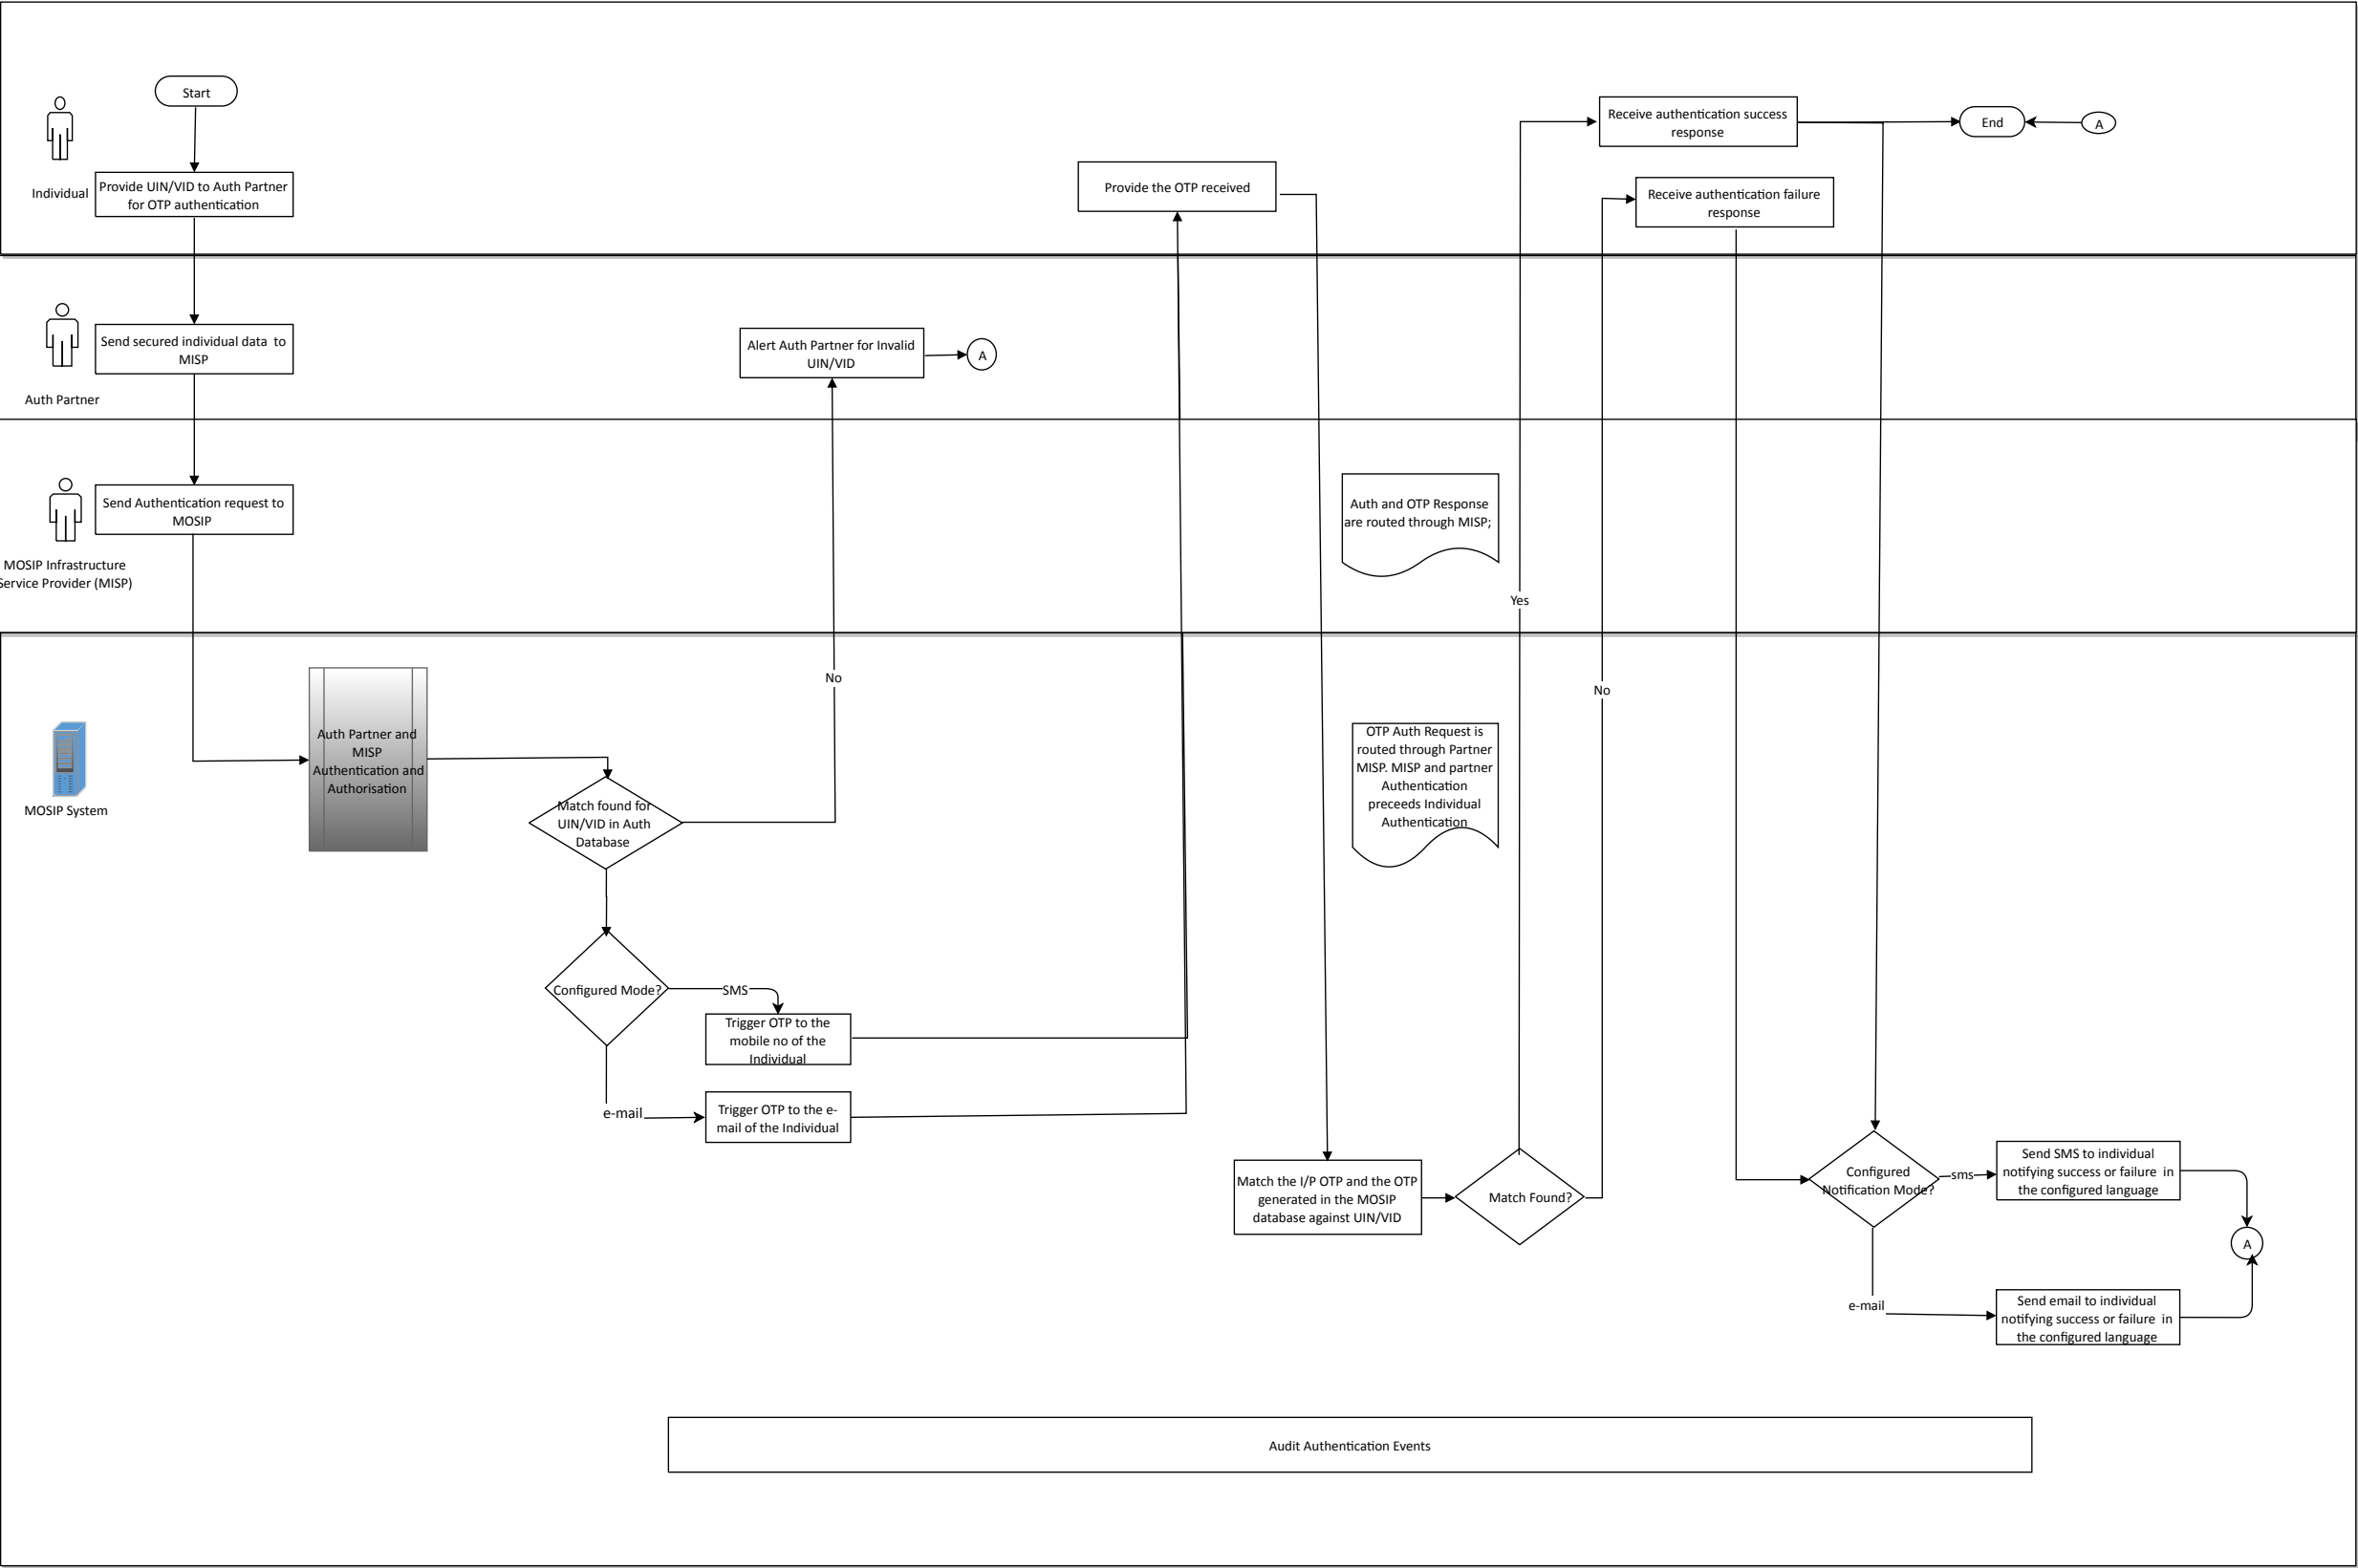 Start
Individual
Provide UIN/VID to Auth Partner
for OTP authentication
Provide the OTP received
Receive authentication success
response
End
A
Receive authentication failure
response
Send secured individual data  to
MISP
Auth Partner
Alert Auth Partner for Invalid
UIN/VID
A
Send Authentication request to
MOSIP
MOSIP Infrastructure
Service Provider (MISP)
Auth and OTP Response
are routed through MISP;
Yes
No
No
MOSIP System
Auth Partner and
MISP
Authentication and
Authorisation
Match found for
UIN/VID in Auth
Database
OTP Auth Request is
routed through Partner
MISP. MISP and partner
Authentication
preceeds Individual
Authentication
Configured Mode?
SMS
Trigger OTP to the
mobile no of the
Individual
e-mail
Trigger OTP to the e-
mail of the Individual
Match the I/P OTP and the OTP
generated in the MOSIP
database against UIN/VID
Match Found?
Configured
Notification Mode?
sms
Send SMS to individual
notifying success or failure  in
the configured language
A
e-mail
Send email to individual
notifying success or failure  in
the configured language
Audit Authentication Events